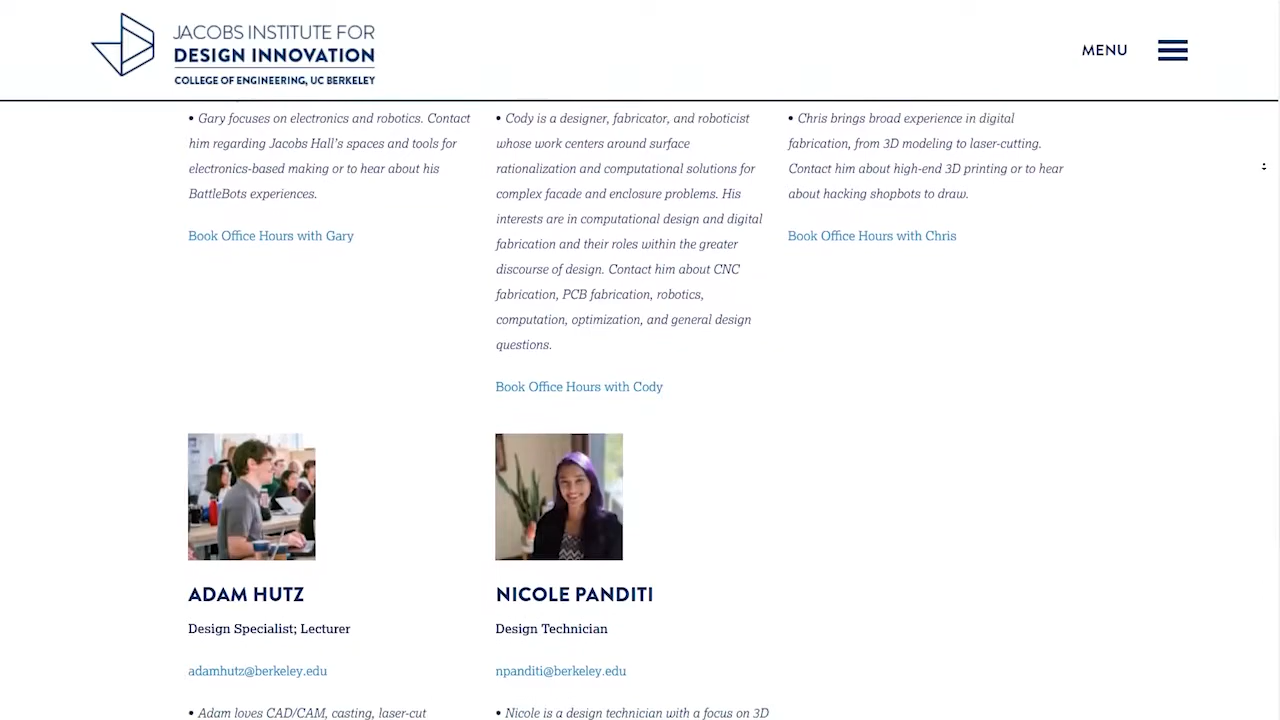 JACOBS INSTITUTE FOR
DESIGN INNOVATION
COLLEGE OF ENGINEERING, UC BERKELEY
MENU
• Gary focuses on electronics and robotics. Contact
him regarding Jacobs Hall's spaces and tools for
electronics-based making or to hear about his
BattleBots experiences.
Book Office Hours with Gary
• Cody is a designer, fabricator, and roboticist
whose work centers around surface
rationalization and computational solutions for
complex facade and enclosure problems. His
interests are in computational design and digital
fabrication and their roles within the greater
discourse of design. Contact him about CNC
fabrication, PCB fabrication, robotics,
computation, optimization, and general design
questions.
Book Office Hours with Cody
• Chris brings broad experience in digital
fabrication, from 3D modeling to laser-cutting.
Contact him about high-end 3D printing or to hear
about hacking shopbots to draw.
Book Office Hours with Chris
ADAM HUTZ
Design Specialist; Lecturer
adamhutz@berkeley.edu
• Adam loves CAD/CAM, casting, laser-cut
NICOLE PANDITI
Design Technician
npanditi@berkeley.edu
• Nicole is a design technician with a focus on 3D